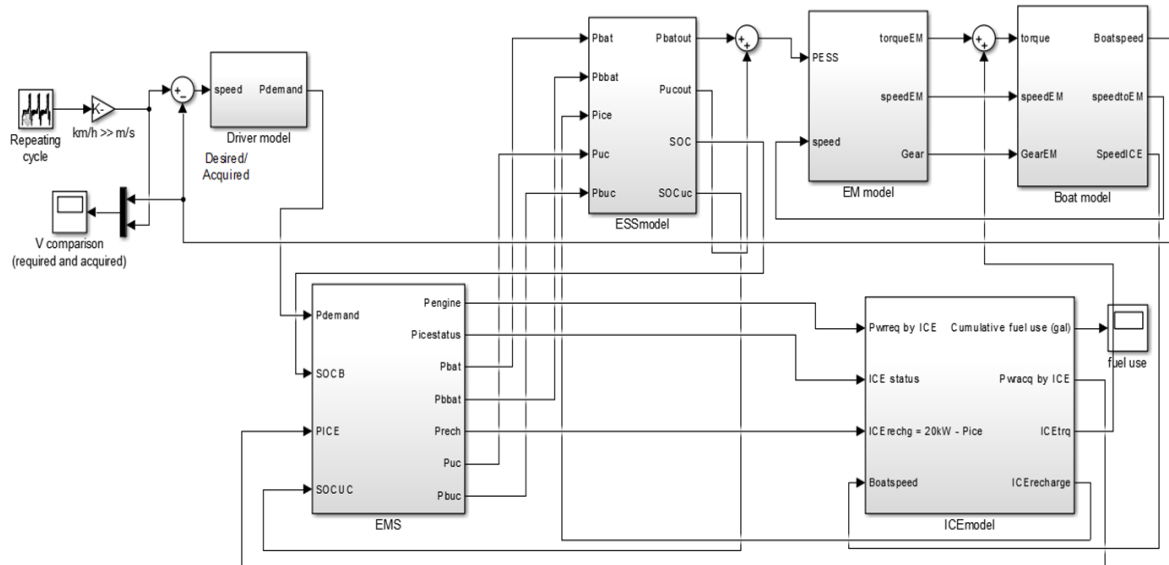 Repeating
cycle
K-
km/h >> m/s
+
−
speed
Pdemand
Driver model
Desired/
Acquired
V comparison
(required and acquired)
Pbat
Pbbat
Pice
Puc
Pbuc
Pbatout
Pucout
SOC
SOCuc
ESSmodel
+
+
PESS
speed
torqueEM
speedEM
Gear
EM model
+
+
torque
speedEM
GearEM
Boatspeed
speedtoEM
SpeedICE
Boat model
Pdemand
SOCB
PICE
SOCUC
Pengine
Picestatus
Pbat
Pbbat
Prech
Puc
Pbuc
EMS
Pwrreq by ICE
ICE status
ICErechg = 20kW - Pice
Boatspeed
Cumulative fuel use (gal)
Pwracq by ICE
ICEtrq
ICErecharge
ICEmodel
fuel use